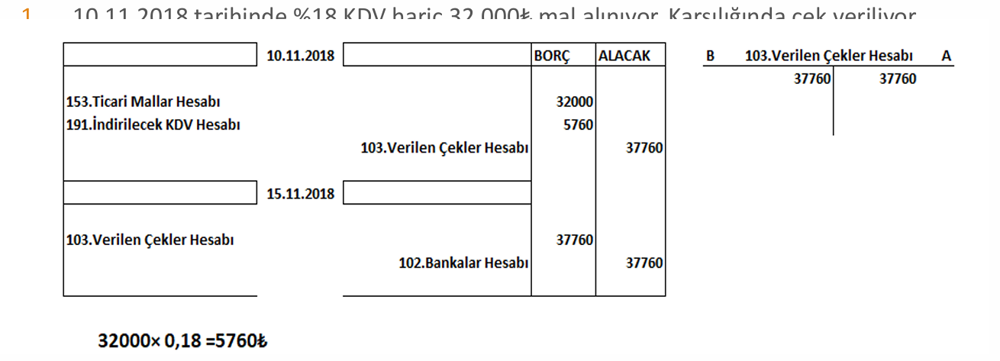 1 10.11.2018 tarihinde %18 KDV hariç 32.000₺ mal alınıyor. Karşılığında çek veriliyor.
10.11.2018 BORÇ ALACAK
B 103.Verilen Çekler Hesabı A
37760 37760
153.Ticari Mallar Hesabı 32000
191.İndirilecek KDV Hesabı 5760
103.Verilen Çekler Hesabı 37760
15.11.2018
103.Verilen Çekler Hesabı 37760
102.Bankalar Hesabı 37760
32000× 0,18 =5760₺